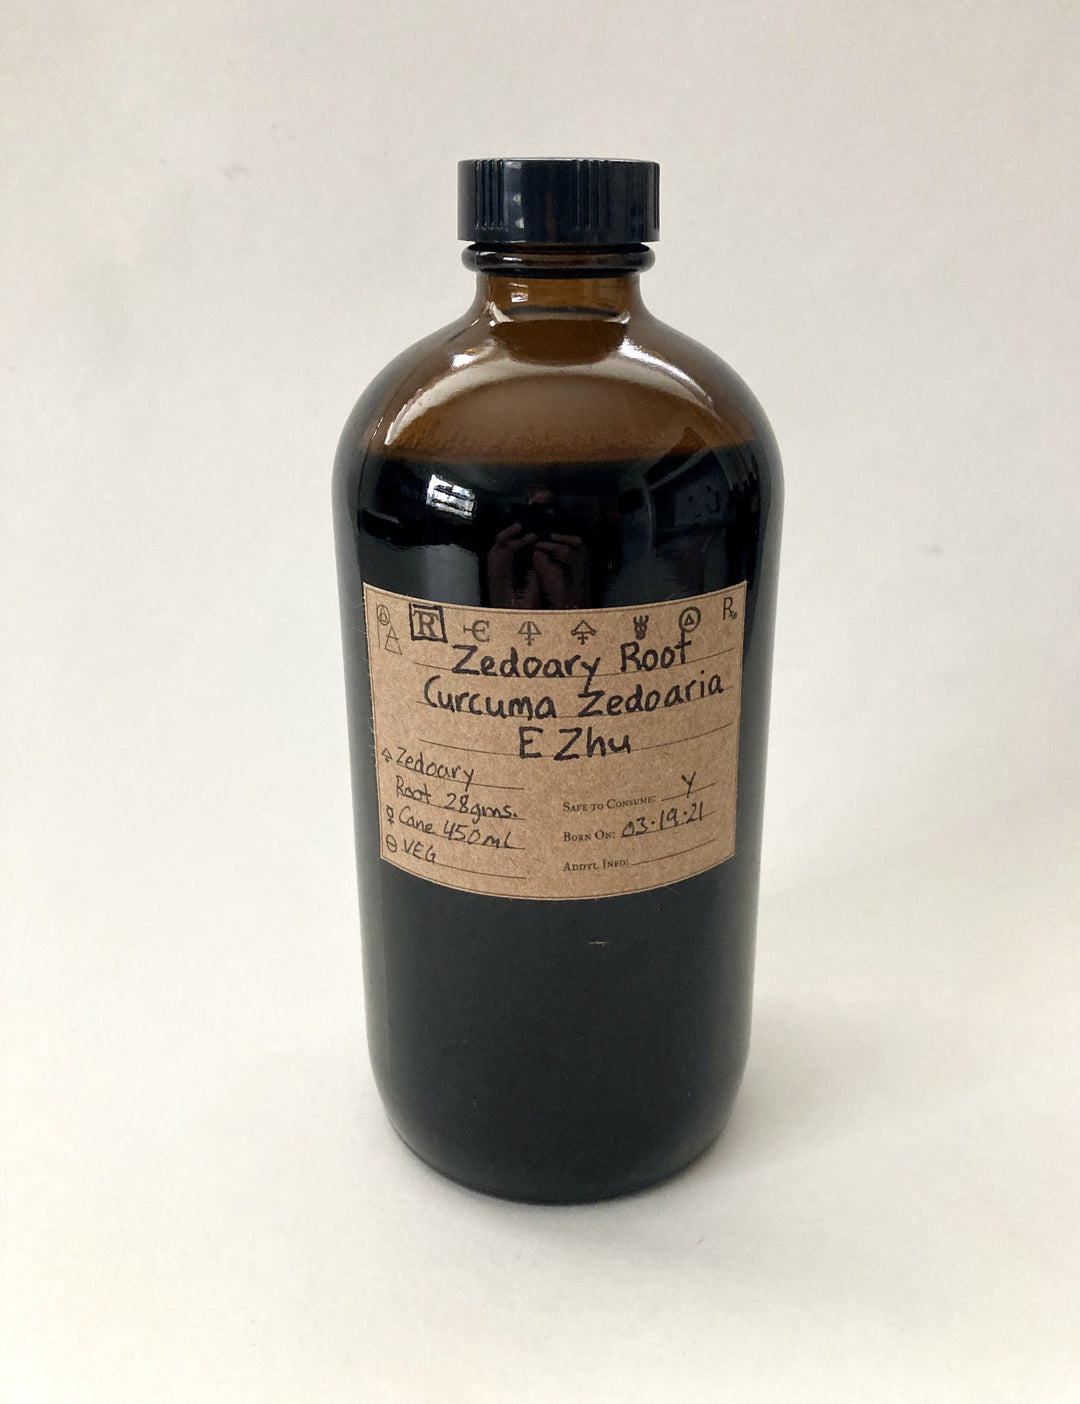 R
Rx
Zedoary Root
Curcuma Zedoaria
E Zhu
Zedoary
Root 28gms.
Cane 450mL
VEG
SAFE TO CONSUME: Y
BORN ON: 03.19.21
ADDTL INFO: